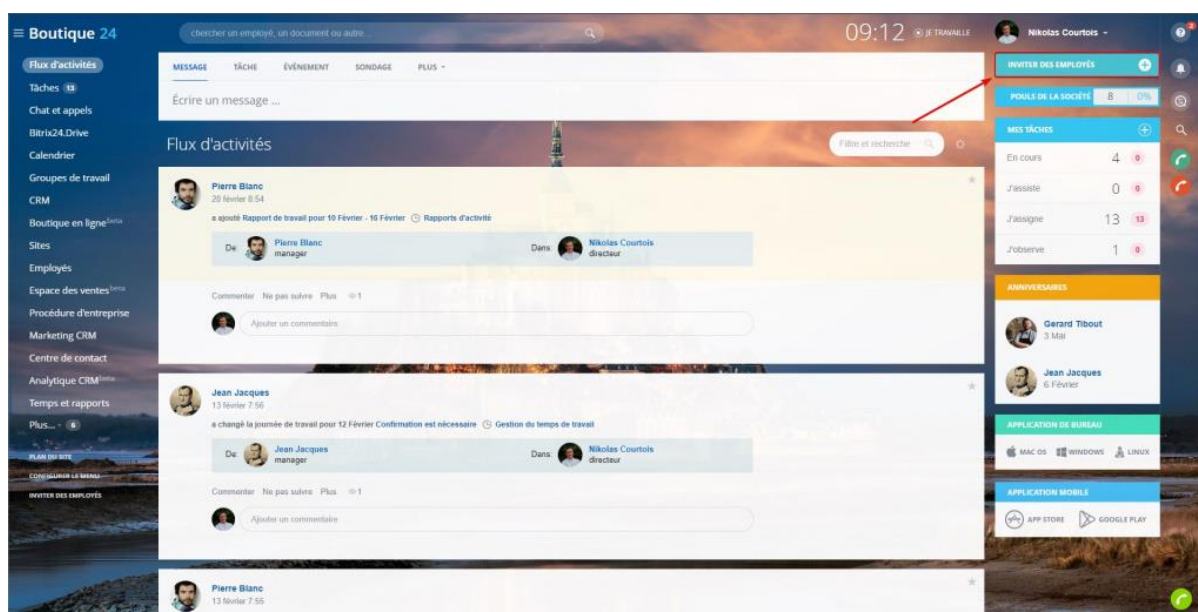 Boutique 24
chercher un employé, un document ou autre...
09:12 JE TRAVAILLE
Nikolas Courtois
2
Flux d'activités
Tâches 13
Chat et appels
Bitrix24.Drive
Calendrier
Groupes de travail
CRM
Boutique en ligne beta
Sites
Employés
Espace des ventes beta
Procédure d'entreprise
Marketing CRM
Centre de contact
Analytique CRM beta
Temps et rapports
Plus... 6
PLAN DU SITE
CONFIGURER LE MENU
INVITER DES EMPLOYÉS
MESSAGE TÂCHE ÉVÉNEMENT SONDAGE PLUS
Écrire un message ...
Flux d'activités
Filtre et recherche
Pierre Blanc
20 février 8:54
a ajouté Rapport de travail pour 10 Février - 16 Février Rapports d'activité
De: Pierre Blanc Dans: Nikolas Courtois
manager directeur
Commenter Ne pas suivre Plus 1
Ajouter un commentaire
Jean Jacques
13 février 7:56
a changé la journée de travail pour 12 Février Confirmation est nécessaire Gestion du temps de travail
De: Jean Jacques Dans: Nikolas Courtois
manager directeur
Commenter Ne pas suivre Plus 1
Ajouter un commentaire
Pierre Blanc
13 février 7:55
INVITER DES EMPLOYÉS
POULS DE LA SOCIÉTÉ 8 0%
MES TÂCHES
En cours 4 0
J'assiste 0 0
J'assigne 13 13
J'observe 1 0
ANNIVERSAIRES
Gerard Tibout
3 Mai
Jean Jacques
6 Février
APPLICATION DE BUREAU
MAC OS WINDOWS LINUX
APPLICATION MOBILE
APP STORE GOOGLE PLAY